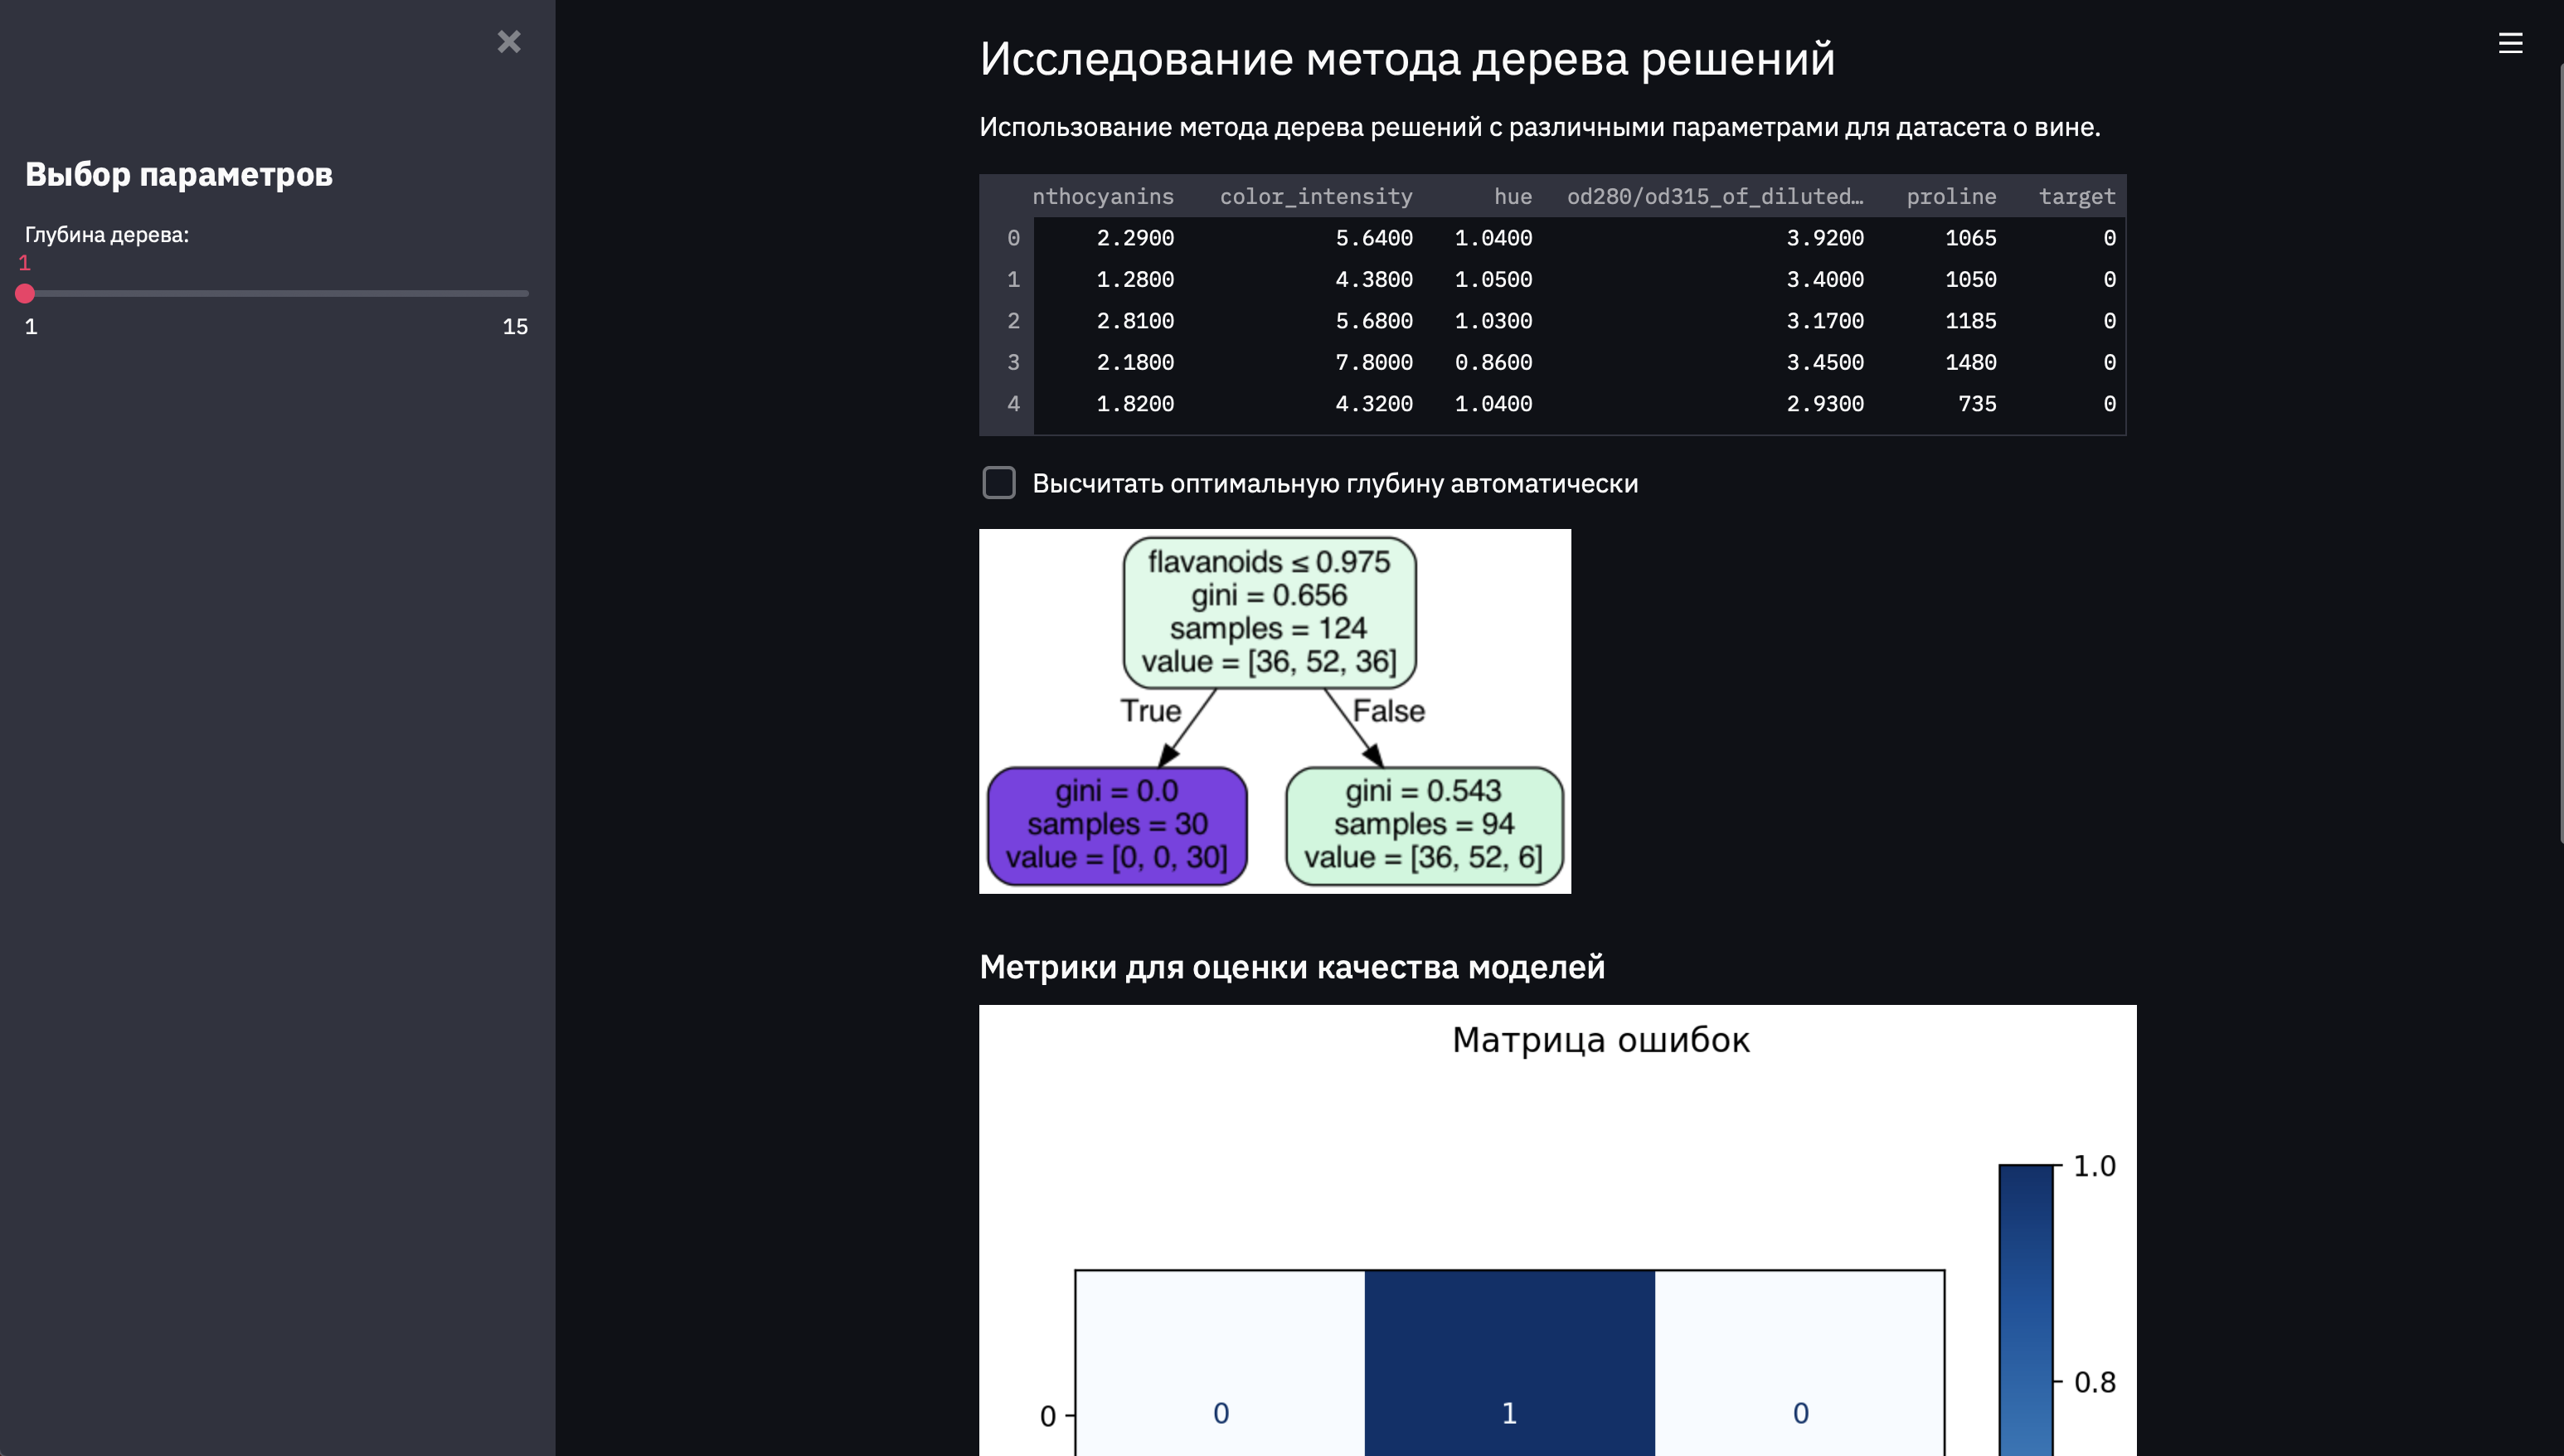 Выбор параметров
Глубина дерева:
1
1 15
Исследование метода дерева решений
Использование метода дерева решений с различными параметрами для датасета о вине.
nthocyanins color_intensity hue od280/od315_of_diluted… proline target
0 2.2900 5.6400 1.0400 3.9200 1065 0
1 1.2800 4.3800 1.0500 3.4000 1050 0
2 2.8100 5.6800 1.0300 3.1700 1185 0
3 2.1800 7.8000 0.8600 3.4500 1480 0
4 1.8200 4.3200 1.0400 2.9300 735 0
Высчитать оптимальную глубину автоматически
flavanoids ≤ 0.975
gini = 0.656
samples = 124
value = [36, 52, 36]
True False
gini = 0.0
samples = 30
value = [0, 0, 30]
gini = 0.543
samples = 94
value = [36, 52, 6]
Метрики для оценки качества моделей
Матрица ошибок
1.0
0.8
0 0 1 0